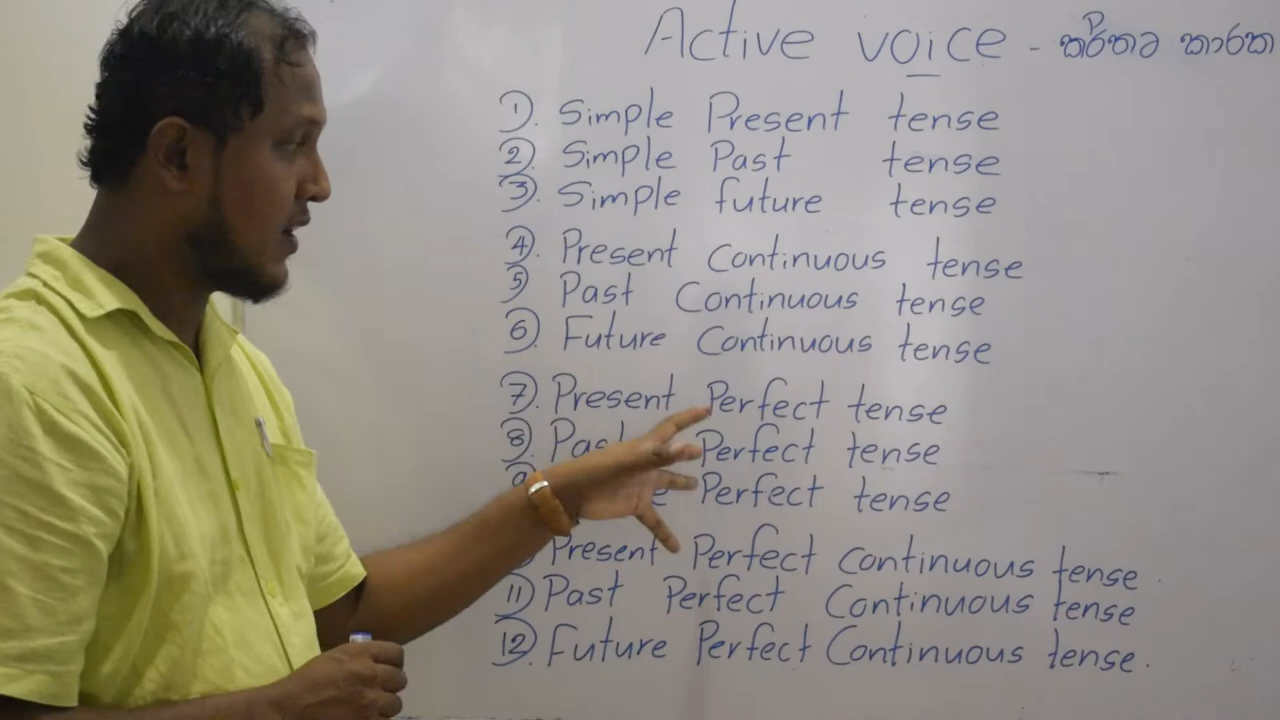 Active voice - කර්තෘට කාරක
1). Simple Present tense
2). Simple Past tense
3). Simple future tense
4). Present Continuous tense
5) Past Continuous tense
6). Future Continuous tense
7). Present Perfect tense
8). Past Perfect tense
Perfect tense
Present Perfect Continuous tense
11) Past Perfect Continuous tense
12). Future Perfect Continuous tense.